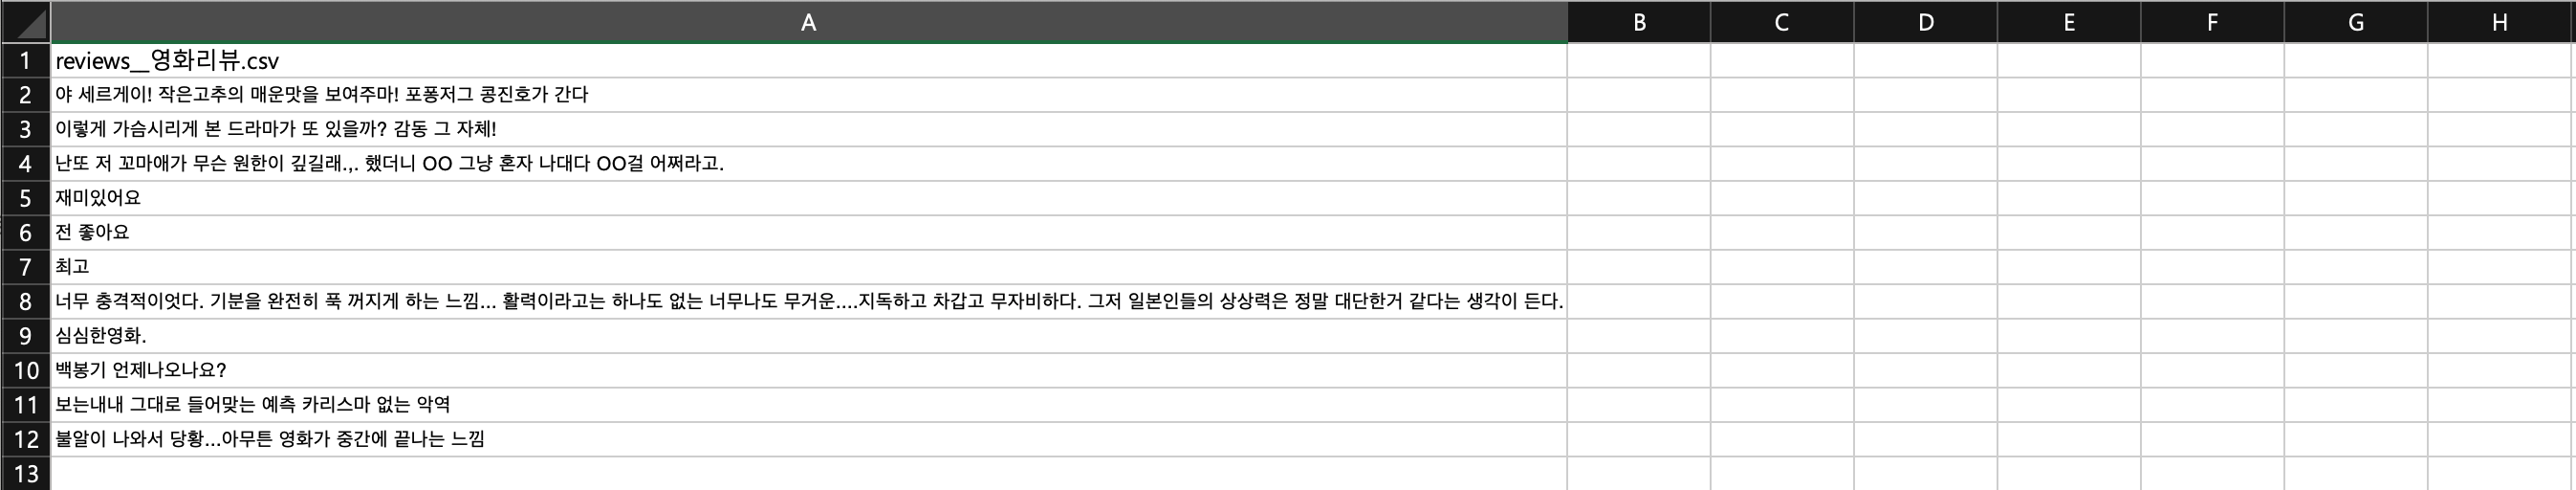 A B C D E F G H
1 reviews__영화리뷰.csv
2 야 세르게이! 작은고추의 매운맛을 보여주마! 포퐁저그 콩진호가 간다
3 이렇게 가슴시리게 본 드라마가 또 있을까? 감동 그 자체!
4 난또 저 꼬마애가 무슨 원한이 깊길래.,. 했더니 OO 그냥 혼자 나대다 OO걸 어쩌라고.
5 재미있어요
6 전 좋아요
7 최고
8 너무 충격적이엇다. 기분을 완전히 푹 꺼지게 하는 느낌... 활력이라고는 하나도 없는 너무나도 무거운....지독하고 차갑고 무자비하다. 그저 일본인들의 상상력은 정말 대단한거 같다는 생각이 든다.
9 심심한영화.
10 백봉기 언제나오나요?
11 보는내내 그대로 들어맞는 예측 카리스마 없는 악역
12 불알이 나와서 당황...아무튼 영화가 중간에 끝나는 느낌
13